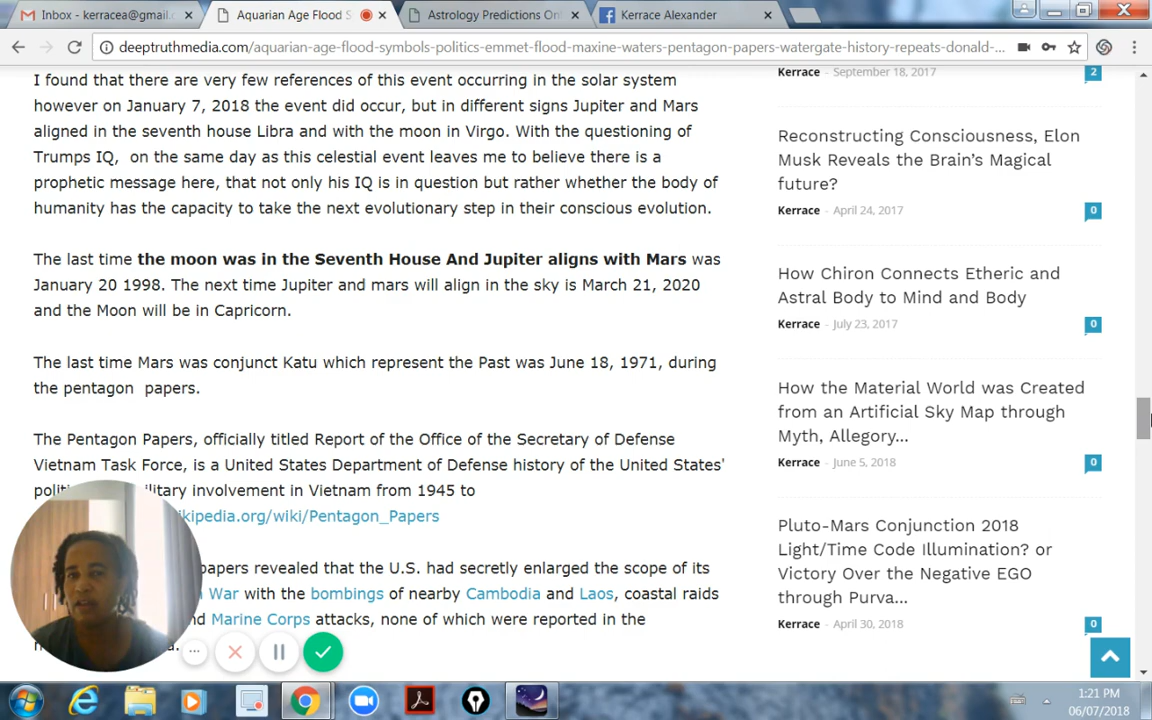 Inbox - kerracea@gmail.c
Aquarian Age Flood S
Astrology Predictions On
Kerrace Alexander
deeptruthmedia.com/aquarian-age-flood-symbols-politics-emmet-flood-maxine-waters-pentagon-papers-watergate-history-repeats-donald-...
I found that there are very few references of this event occurring in the solar system
however on January 7, 2018 the event did occur, but in different signs Jupiter and Mars
aligned in the seventh house Libra and with the moon in Virgo. With the questioning of
Trumps IQ, on the same day as this celestial event leaves me to believe there is a
prophetic message here, that not only his IQ is in question but rather whether the body of
humanity has the capacity to take the next evolutionary step in their conscious evolution.
The last time the moon was in the Seventh House And Jupiter aligns with Mars was
January 20 1998. The next time Jupiter and mars will align in the sky is March 21, 2020
and the Moon will be in Capricorn.
The last time Mars was conjunct Katu which represent the Past was June 18, 1971, during
the pentagon papers.
The Pentagon Papers, officially titled Report of the Office of the Secretary of Defense
Vietnam Task Force, is a United States Department of Defense history of the United States'
involvement in Vietnam from 1945 to
ikipedia.org/wiki/Pentagon_Papers
papers revealed that the U.S. had secretly enlarged the scope of its
War with the bombings of nearby Cambodia and Laos, coastal raids
Marine Corps attacks, none of which were reported in the
Kerrace - September 18, 2017
2
Reconstructing Consciousness, Elon
Musk Reveals the Brain's Magical
future?
Kerrace - April 24, 2017
0
How Chiron Connects Etheric and
Astral Body to Mind and Body
Kerrace - July 23, 2017
0
How the Material World was Created
from an Artificial Sky Map through
Myth, Allegory...
Kerrace - June 5, 2018
0
Pluto-Mars Conjunction 2018
Light/Time Code Illumination? or
Victory Over the Negative EGO
through Purva...
Kerrace - April 30, 2018
0
1:21 PM
06/07/2018